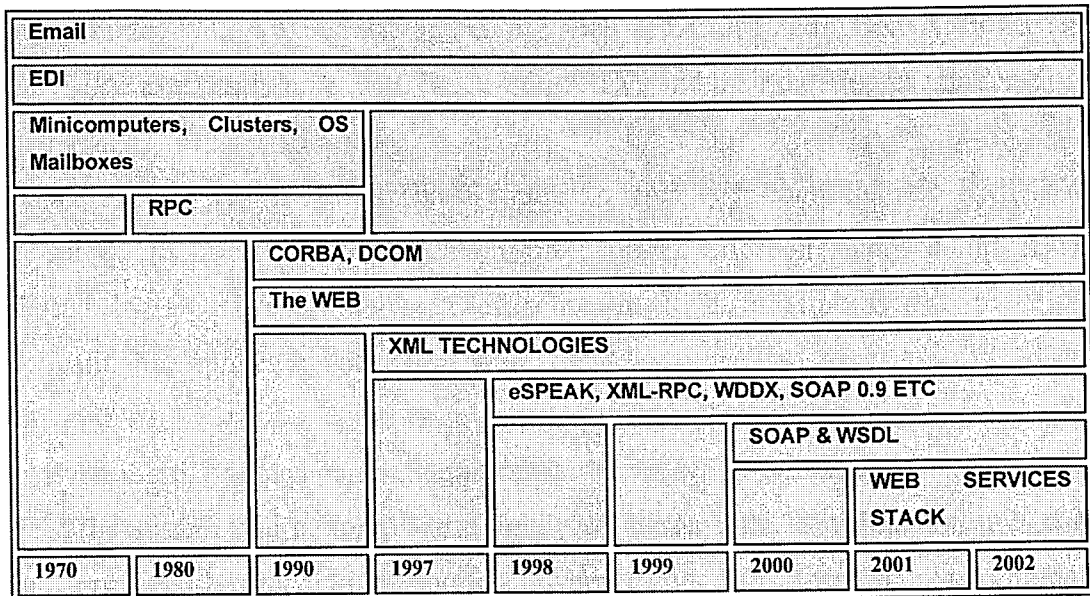 Email
EDI
Minicomputers, Clusters, OS
Mailboxes
RPC
CORBA, DCOM
The WEB
XML TECHNOLOGIES
eSPEAK, XML-RPC, WDDX, SOAP 0.9 ETC
SOAP & WSDL
WEB SERVICES
STACK
1970 1980 1990 1997 1998 1999 2000 2001 2002